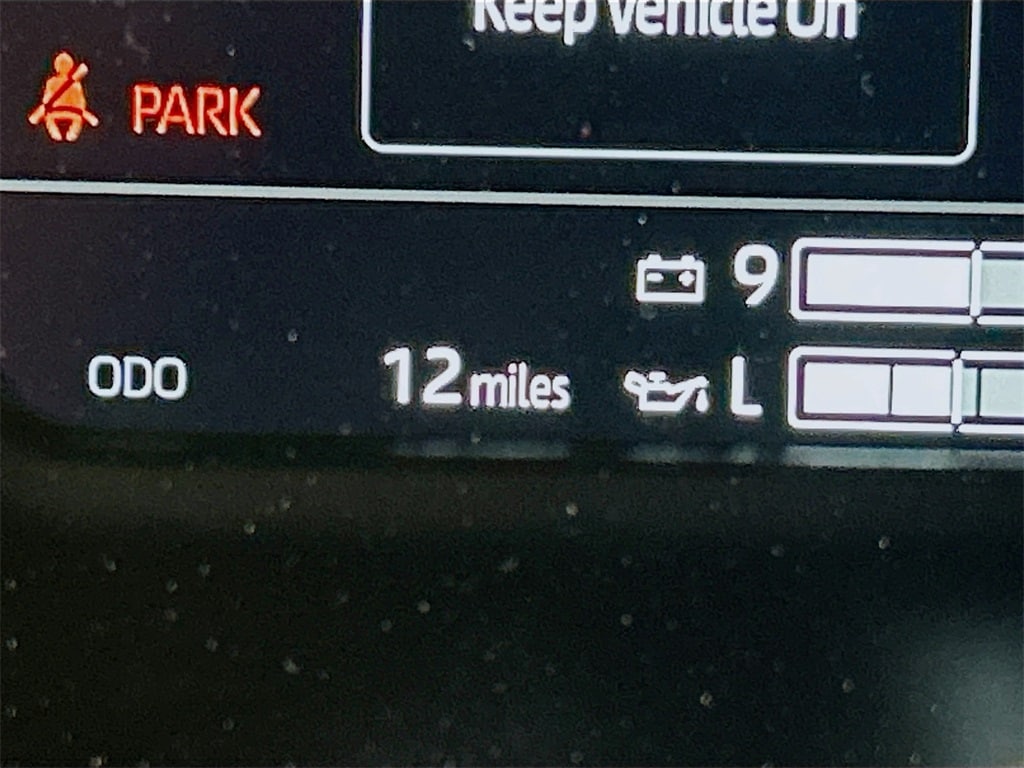 Keep Vehicle On
PARK
9
ODO 12 miles L